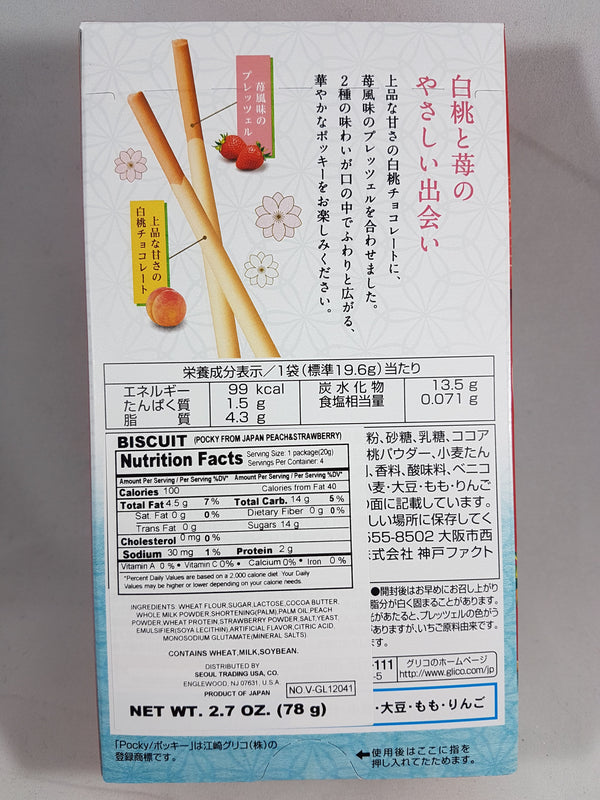 白桃と苺の
やさしい出会い
上品な甘さの白桃チョコレートに、
苺風味のプレッツェルを合わせました。
2種の味わいが口の中でふわりと広がる、
華やかなポッキーをお楽しみください。
苺風味の
プレッツェル
上品な甘さの
白桃チョコレート
栄養成分表示/1袋(標準19.6g)当たり
エネルギー 99 kcal 炭水化物 13.5 g
たんぱく質 1.5 g 食塩相当量 0.071 g
脂質 4.3 g
BISCUIT (POCKY FROM JAPAN PEACH&STRAWBERRY)
Nutrition Facts Serving Size: 1 package(20g)
Servings Per Container: 4
Amount Per Serving / Per Serving %DV* Amount Per Serving / Per Serving %DV*
Calories 100 Calories from Fat 40
Total Fat 4.5 g 7% Total Carb. 14 g 5%
Sat. Fat 0 g 0% Dietary Fiber 0 g 0%
Trans Fat 0 g Sugars 14 g
Cholesterol 0 mg 0%
Sodium 30 mg 1% Protein 2 g
Vitamin A 0% • Vitamin C 0% • Calcium 0% • Iron 0%
*Percent Daily Values are based on a 2,000 calorie diet. Your Daily
Values may be higher or lower depending on your calorie needs.
INGREDIENTS: WHEAT FLOUR,SUGAR,LACTOSE,COCOA BUTTER,
WHOLE MILK POWDER,SHORTENING(PALM),PALM OIL,PEACH
POWDER,WHEAT PROTEIN,STRAWBERRY POWDER,SALT,YEAST,
EMULSIFIER(SOYA LECITHIN),ARTIFICIAL FLAVOR,CITRIC ACID,
MONOSODIUM GLUTAMATE(MINERAL SALTS)
CONTAINS WHEAT,MILK,SOYBEAN.
DISTRIBUTED BY
SEOUL TRADING USA, CO.
ENGLEWOOD, NJ 07631, U.S.A
PRODUCT OF JAPAN NO.V-GL12041
NET WT. 2.7 OZ. (78 g)
粉、砂糖、乳糖、ココア
桃パウダー、小麦たん
、香料、酸味料、ベニコ
小麦・大豆・もも・りんご
面に記載しています。
しい場所に保存してく
555-8502 大阪市西
式会社 神戸ファクト
●開封後はお早めにお召し上がり
脂分が白く固まることがあります。
があたると、プレッツェルの色がう
ありますが、いちご原料由来です。
ます。
-111 グリコのホームページ
-5 http://www.glico.com/jp
・大豆・もも・りんご
「Pocky/ポッキー」は江崎グリコ(株)の
登録商標です。
使用後はここに指を
押し入れてたためます。